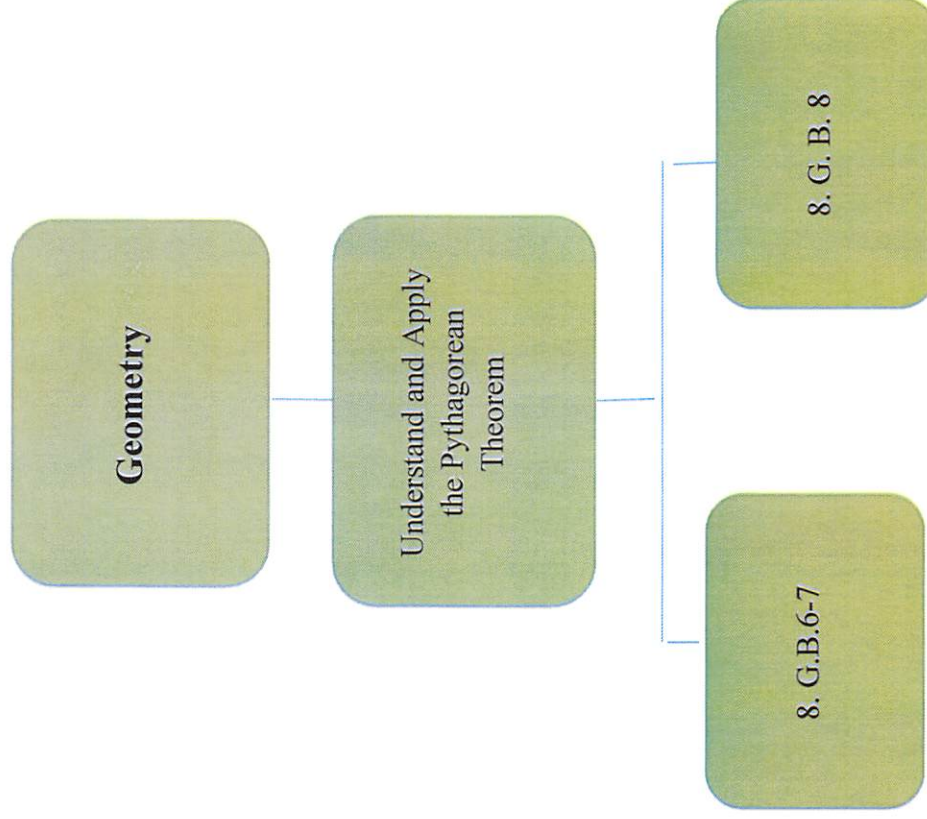 Geometry
Understand and Apply
the Pythagorean
Theorem
8. G.B.6-7
8. G. B. 8